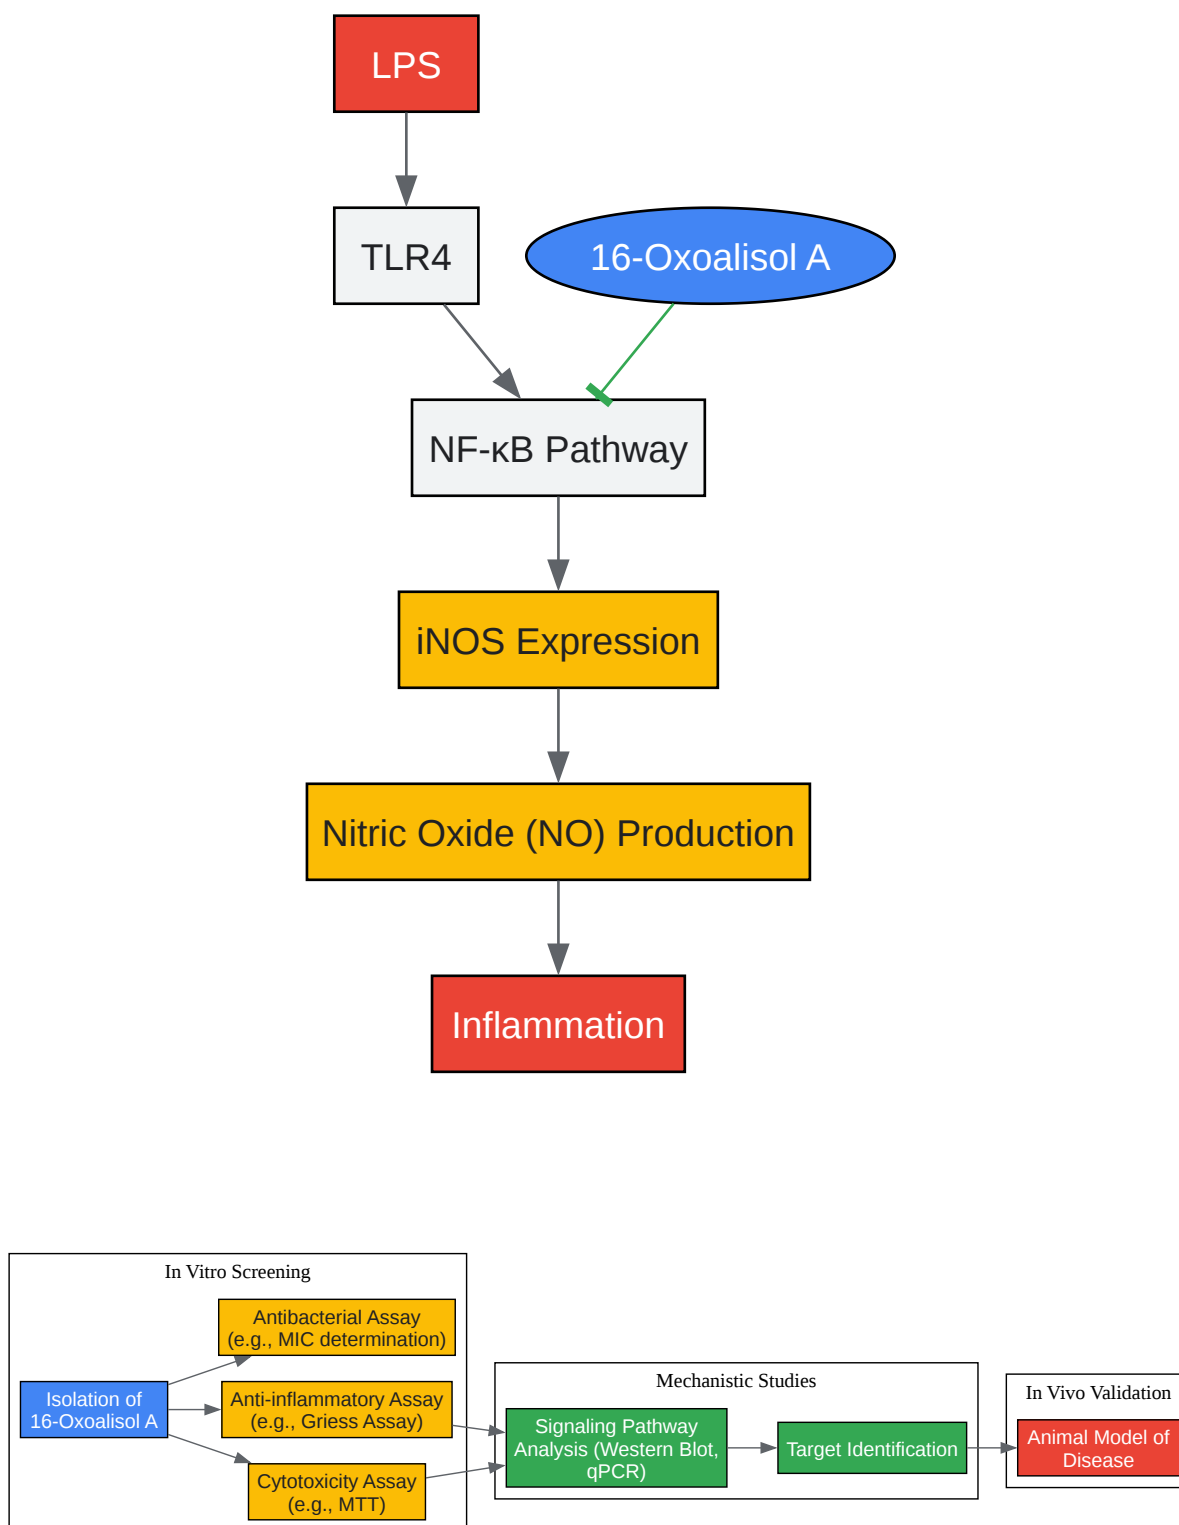 LPS
TLR4
16-Oxoalisol A
NF-κB Pathway
iNOS Expression
Nitric Oxide (NO) Production
Inflammation
In Vitro Screening
Antibacterial Assay
(e.g., MIC determination)
Isolation of
16-Oxoalisol A
Anti-inflammatory Assay
(e.g., Griess Assay)
Cytotoxicity Assay
(e.g., MTT)
Mechanistic Studies
Signaling Pathway
Analysis (Western Blot,
qPCR)
Target Identification
In Vivo Validation
Animal Model of
Disease